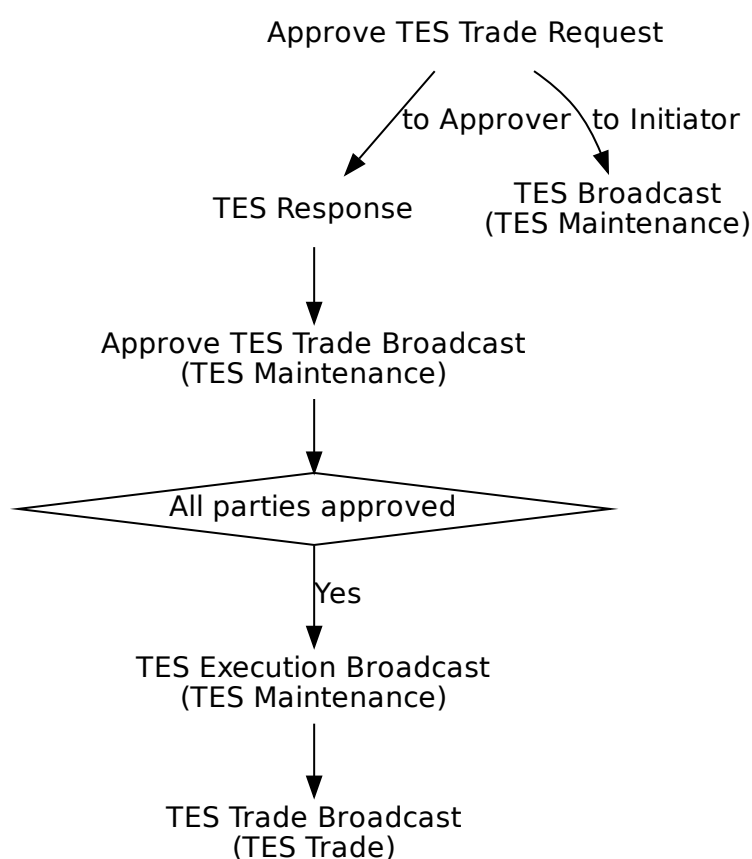 Approve TES Trade Request
to Approver
to Initiator
TES Response
TES Broadcast
(TES Maintenance)
Approve TES Trade Broadcast
(TES Maintenance)
All parties approved
Yes
TES Execution Broadcast
(TES Maintenance)
TES Trade Broadcast
(TES Trade)